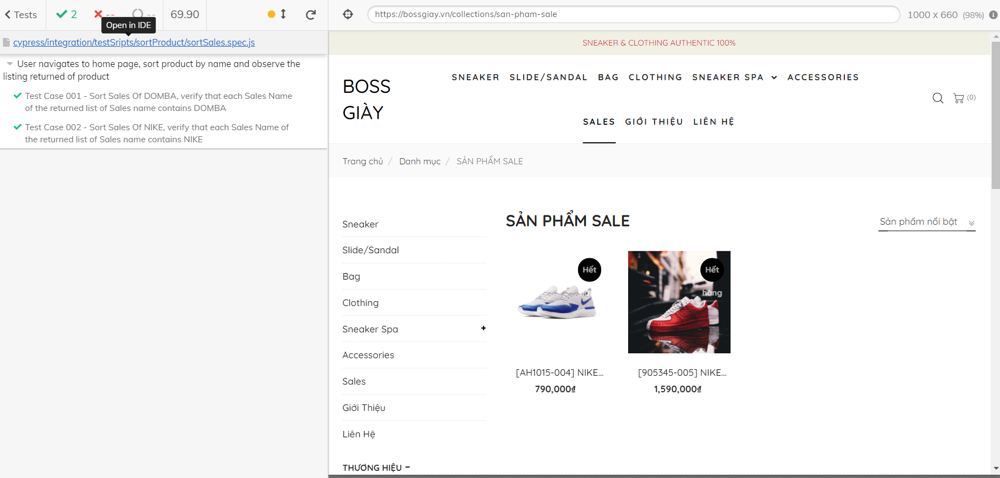 Tests
2
--
--
69.90
Open in IDE
cypress/integration/testSripts/sortProduct/sortSales.spec.js
User navigates to home page, sort product by name and observe the
listing returned of product
Test Case 001 - Sort Sales Of DOMBA, verify that each Sales Name
of the returned list of Sales name contains DOMBA
Test Case 002 - Sort Sales Of NIKE, verify that each Sales Name of
the returned list of Sales name contains NIKE
https://bossgiay.vn/collections/san-pham-sale
1000 x 660 (98%)
SNEAKER & CLOTHING AUTHENTIC 100%
BOSS
GIÀY
SNEAKER SLIDE/SANDAL BAG CLOTHING SNEAKER SPA ACCESSORIES
SALES GIỚI THIỆU LIÊN HỆ
(0)
Trang chủ / Danh mục / SẢN PHẨM SALE
Sneaker
Slide/Sandal
Bag
Clothing
Sneaker Spa +
Accessories
Sales
Giới Thiệu
Liên Hệ
THƯƠNG HIỆU −
SẢN PHẨM SALE
Sản phẩm nổi bật
Hết
[AH1015-004] NIKE...
790,000₫
Hết
hàng
[905345-005] NIKE...
1,590,000₫